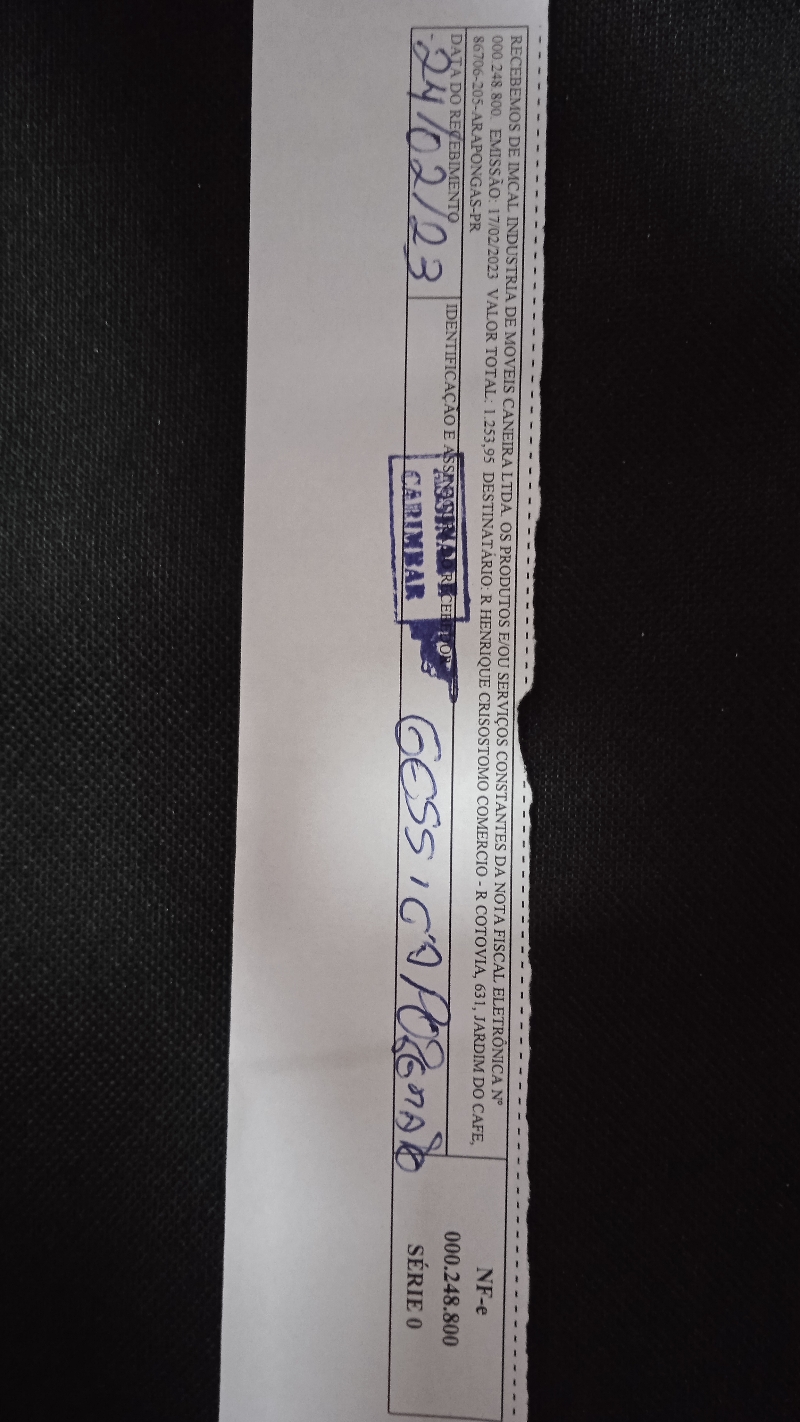 RECEBEMOS DE IMCAL INDUSTRIA DE MOVEIS CANEIRA LTDA. OS PRODUTOS E/OU SERVIÇOS CONSTANTES DA NOTA FISCAL ELETRÔNICA Nº
000.248.800. EMISSÃO: 17/02/2023 VALOR TOTAL: 1.253,95 DESTINATÁRIO: R HENRIQUE CRISOSTOMO COMERCIO - R COTOVIA, 631, JARDIM DO CAFE,
86706-205-ARAPONGAS-PR
DATA DO RECEBIMENTO
24/02/23
IDENTIFICAÇÃO E ASSINATURA DO RECEBEDOR
ASSINAR E
CARIMBAR
NF-e
000.248.800
SÉRIE 0